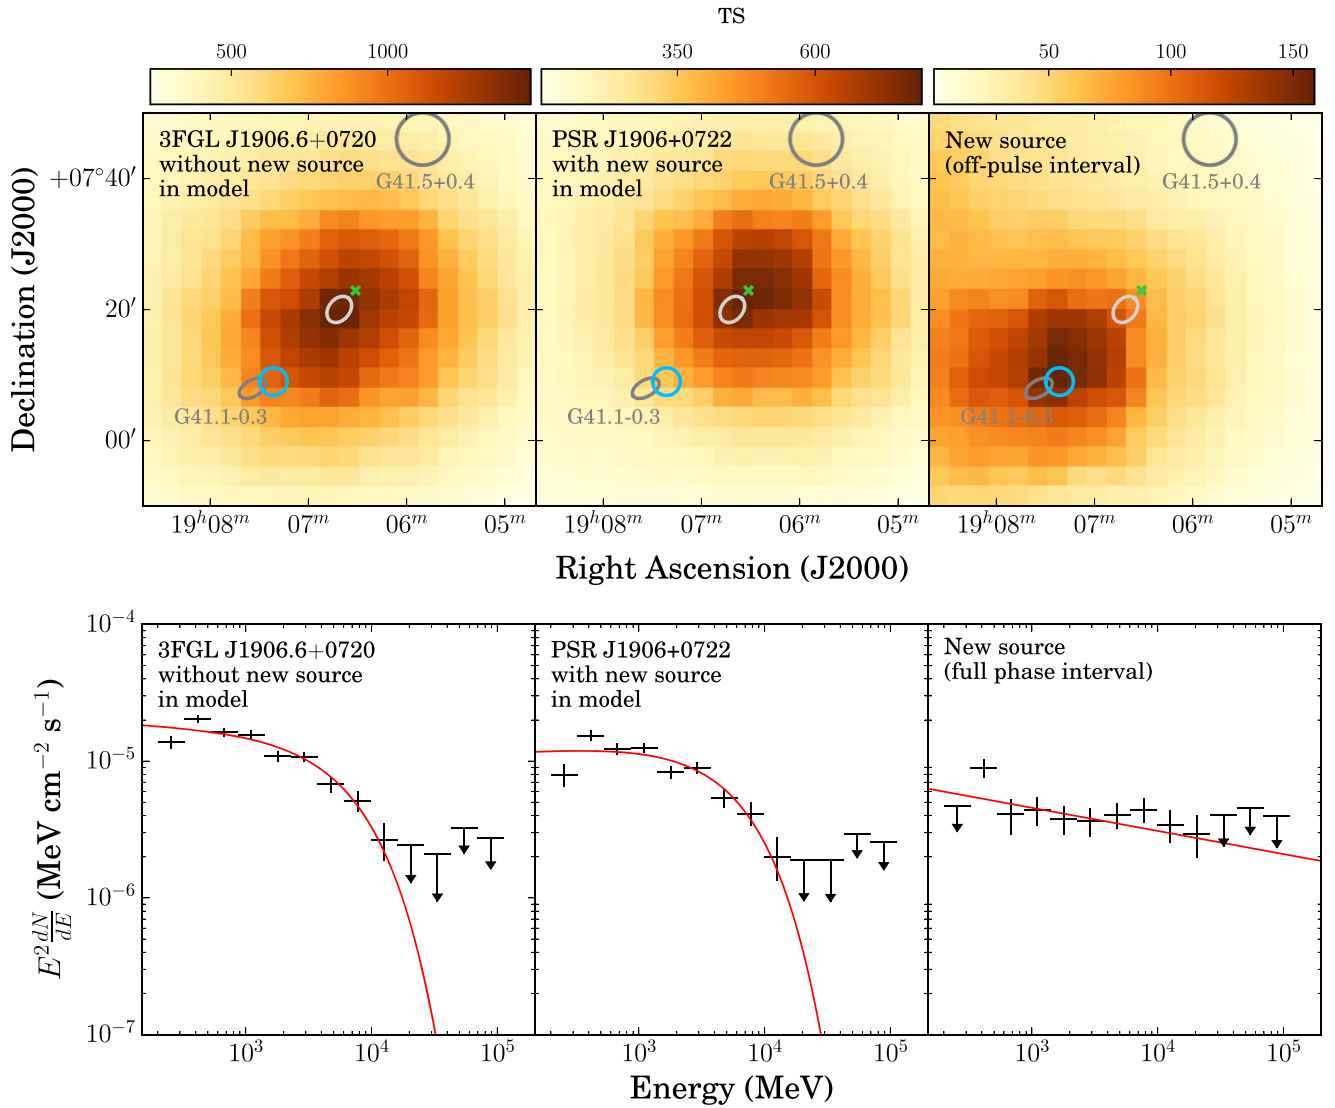 TS
500 1000
350 600
50 100 150
3FGL J1906.6+0720
without new source
in model
G41.5+0.4
G41.1-0.3
PSR J1906+0722
with new source
in model
G41.5+0.4
G41.1-0.3
New source
(off-pulse interval)
G41.5+0.4
G41.1-0.3
Declination (J2000)
+07°40′
20′
00′
19ʰ08ᵐ 07ᵐ 06ᵐ 05ᵐ
19ʰ08ᵐ 07ᵐ 06ᵐ 05ᵐ
19ʰ08ᵐ 07ᵐ 06ᵐ 05ᵐ
Right Ascension (J2000)
3FGL J1906.6+0720
without new source
in model
PSR J1906+0722
with new source
in model
New source
(full phase interval)
E² dN/dE (MeV cm⁻² s⁻¹)
10⁻⁴
10⁻⁵
10⁻⁶
10⁻⁷
10³ 10⁴ 10⁵
10³ 10⁴ 10⁵
10³ 10⁴ 10⁵
Energy (MeV)